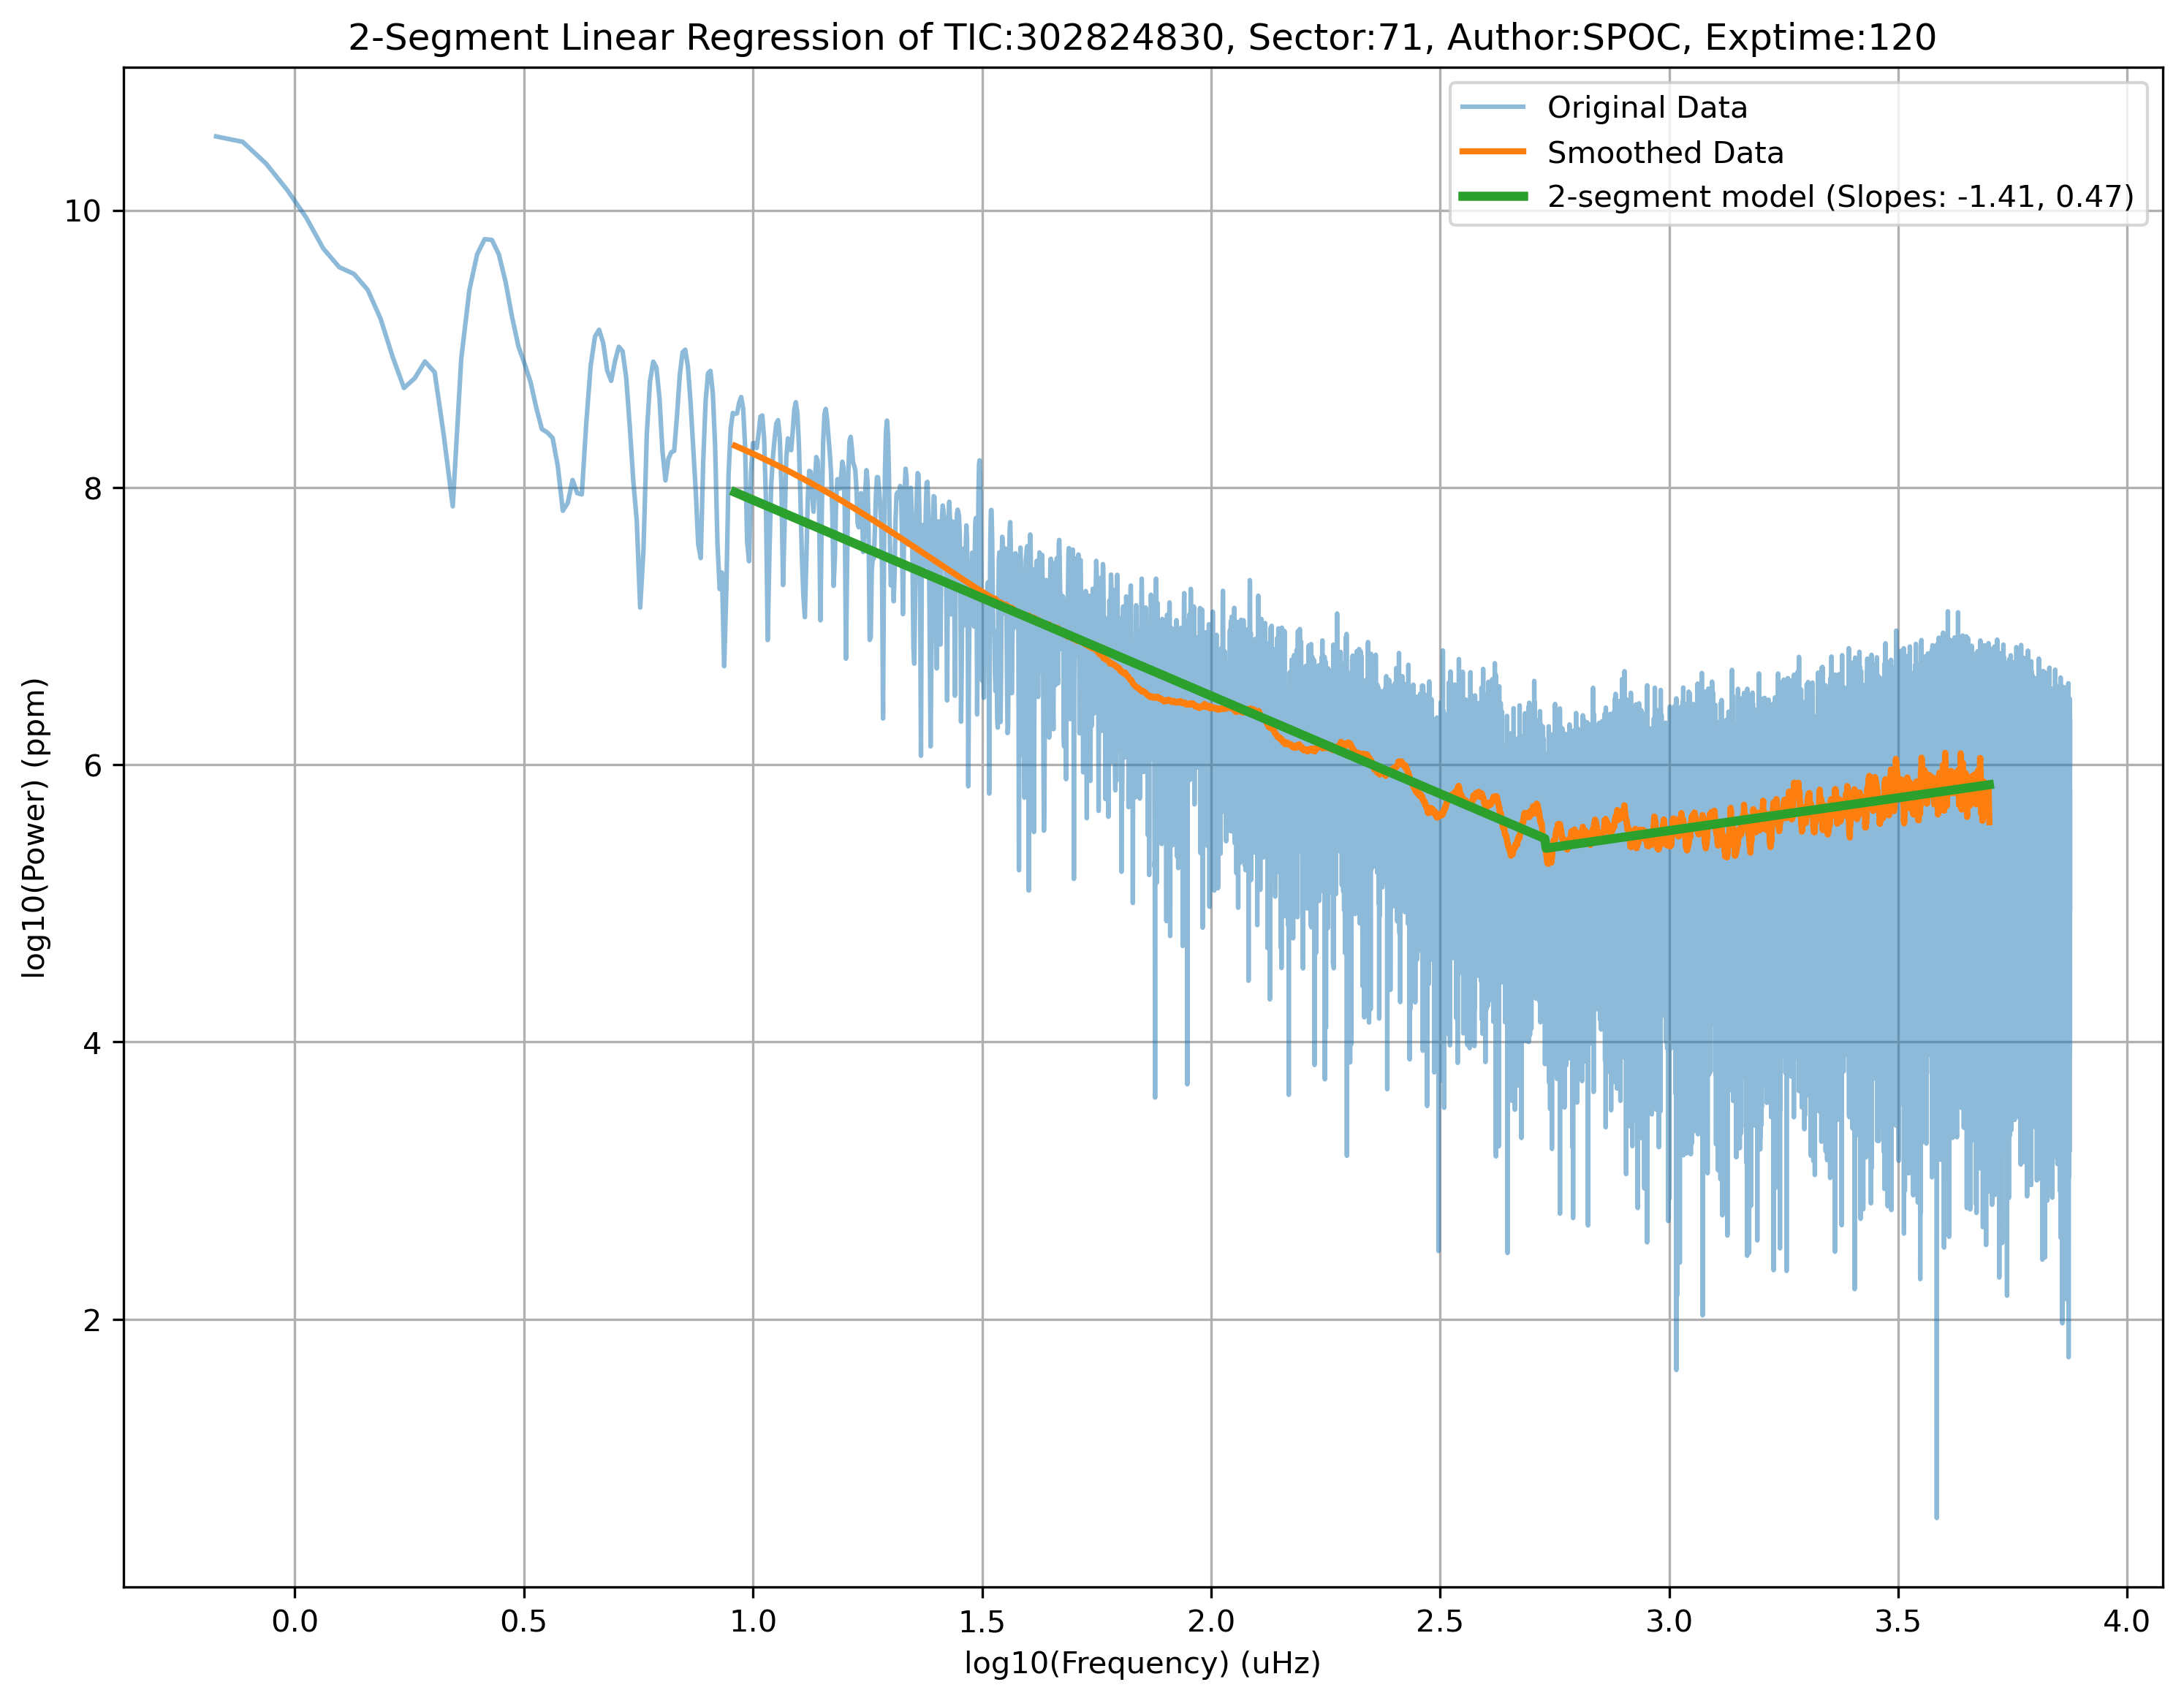 2-Segment Linear Regression of TIC:302824830, Sector:71, Author:SPOC, Exptime:120
Original Data
Smoothed Data
2-segment model (Slopes: -1.41, 0.47)
log10(Power) (ppm)
10
8
6
4
2
0.0 0.5 1.0 1.5 2.0 2.5 3.0 3.5 4.0
log10(Frequency) (uHz)